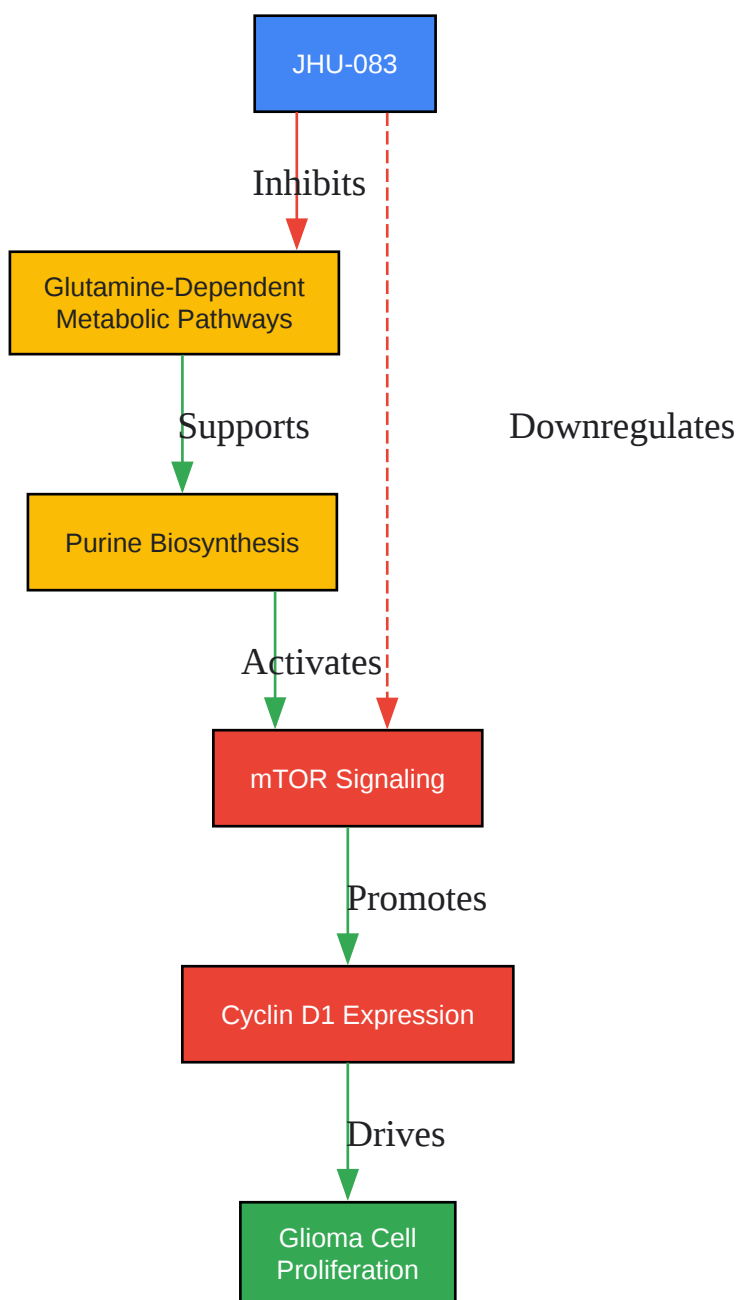 JHU-083
Inhibits
Glutamine-Dependent
Metabolic Pathways
Supports
Downregulates
Purine Biosynthesis
Activates
mTOR Signaling
Promotes
Cyclin D1 Expression
Drives
Glioma Cell
Proliferation